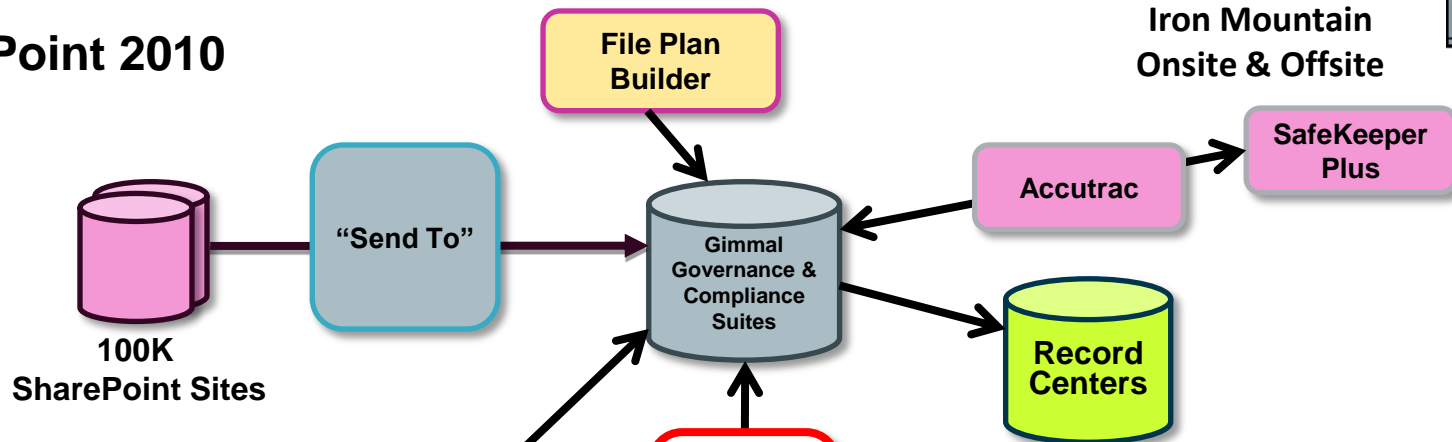 Point 2010
File Plan
Builder
Iron Mountain
Onsite & Offsite
SafeKeeper
Plus
Accutrac
“Send To”
Gimmal
Governance &
Compliance
Suites
100K
SharePoint Sites
Record
Centers